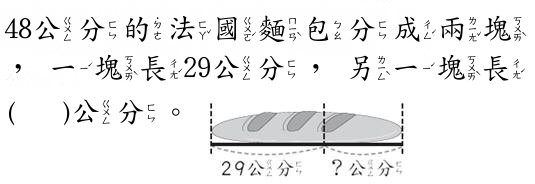 48公分的法國麵包分成兩塊
，一塊長29公分，另一塊長
(　　)公分。
29公分　？公分